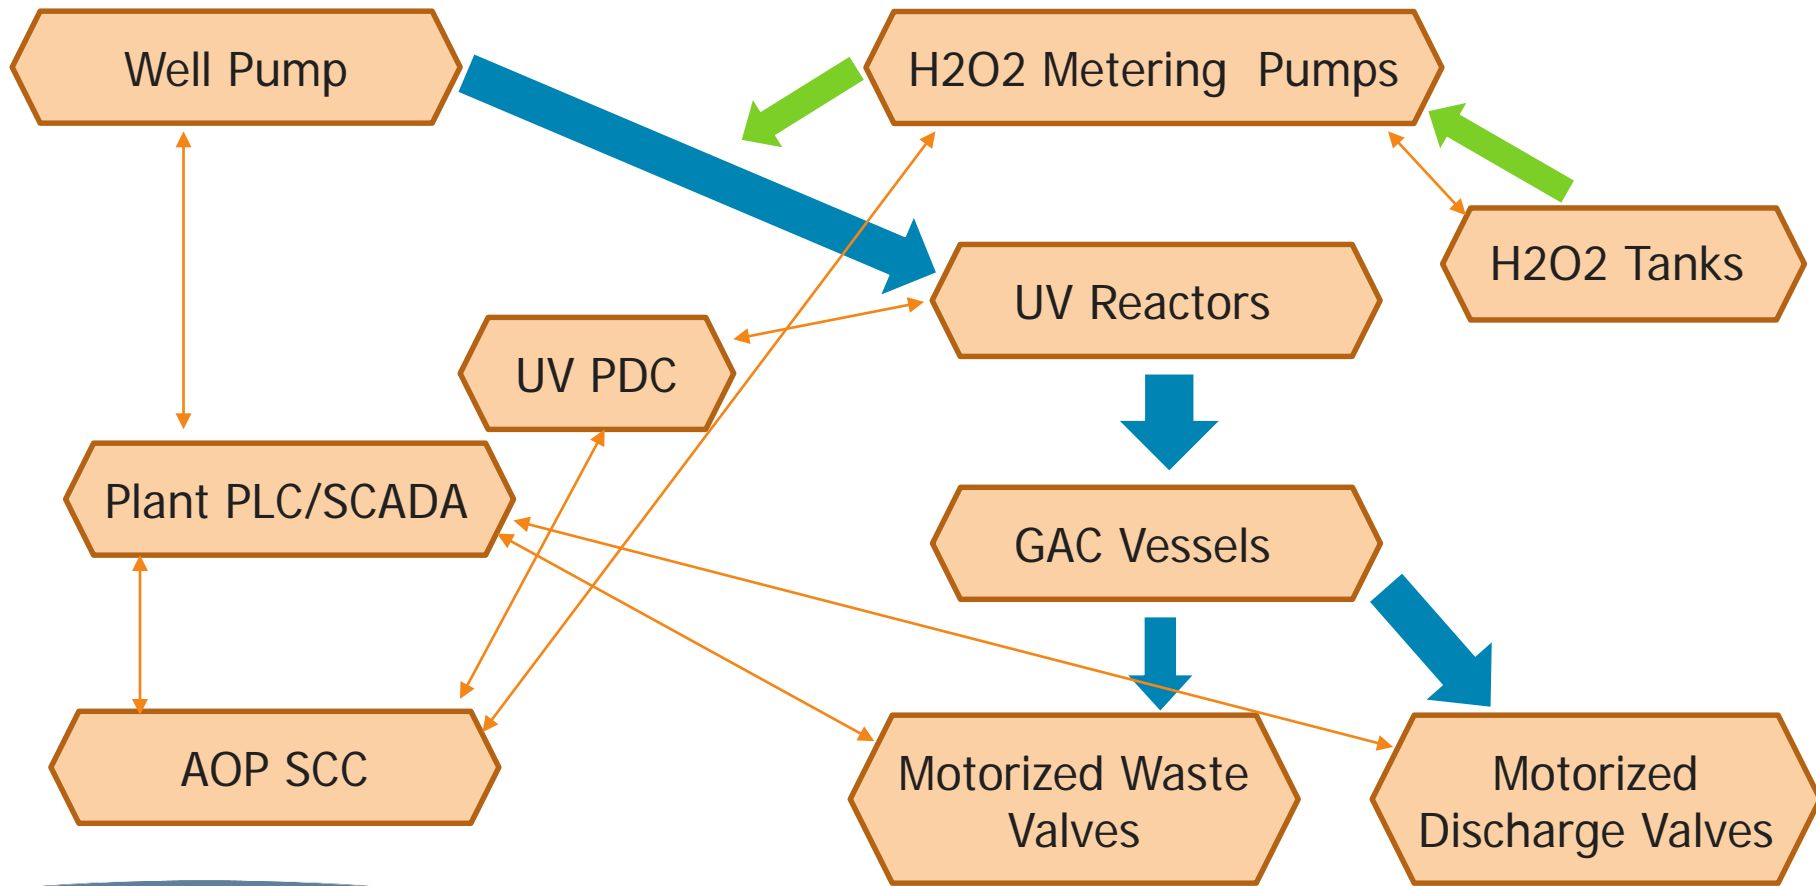 Well Pump
H2O2 Metering Pumps
H2O2 Tanks
UV Reactors
UV PDC
Plant PLC/SCADA
GAC Vessels
AOP SCC
Motorized Waste
Valves
Motorized
Discharge Valves